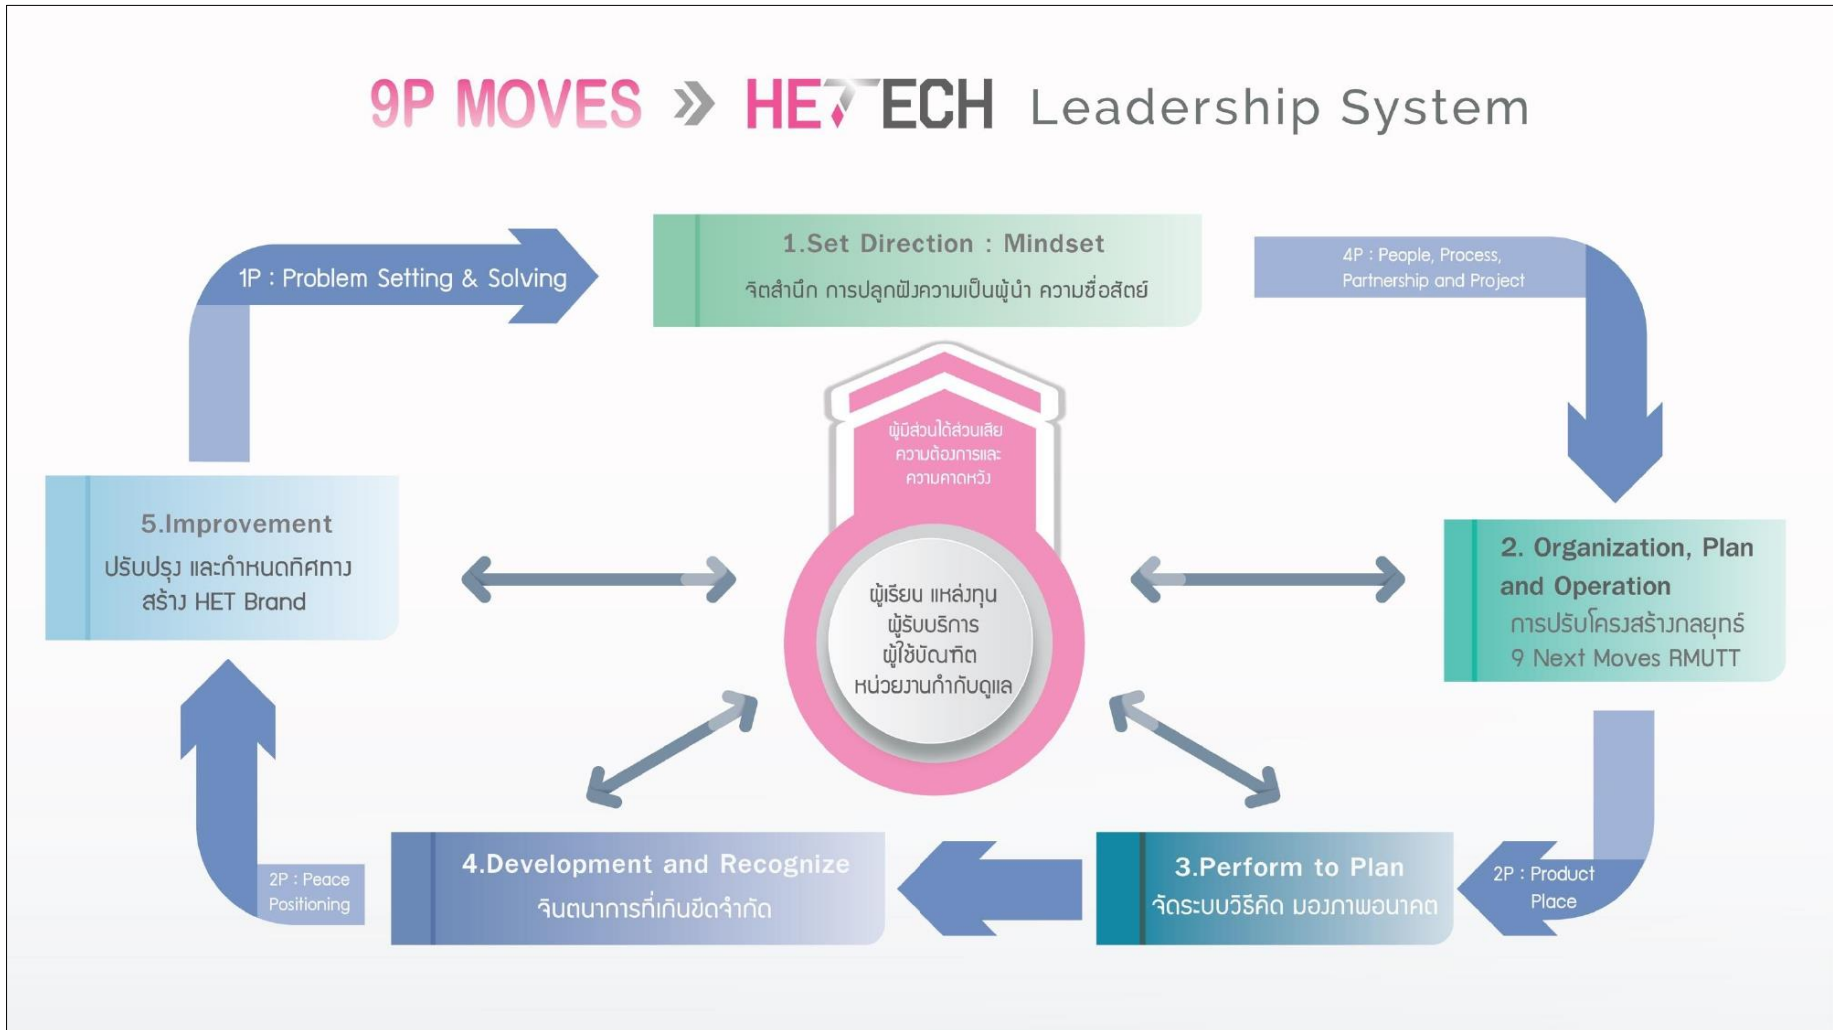 9P MOVES >> HETECH Leadership System
1.Set Direction : Mindset
จิตสำนึก การปลูกฝังความเป็นผู้นำ ความซื่อสัตย์
1P : Problem Setting & Solving
4P : People, Process,
Partnership and Project
ผู้มีส่วนได้ส่วนเสีย
ความต้องการและ
ความคาดหวัง
5.Improvement
ปรับปรุง และกำหนดทิศทาง
สร้าง HET Brand
2. Organization, Plan
and Operation
การปรับโครงสร้างกลยุทธ์
9 Next Moves RMUTT
ผู้เรียน แหล่งทุน
ผู้รับบริการ
ผู้ใช้บัณฑิต
หน่วยงานกำกับดูแล
4.Development and Recognize
จินตนาการที่เกินขีดจำกัด
3.Perform to Plan
จัดระบบวิธีคิด มองภาพอนาคต
2P : Product
Place
2P : Peace
Positioning